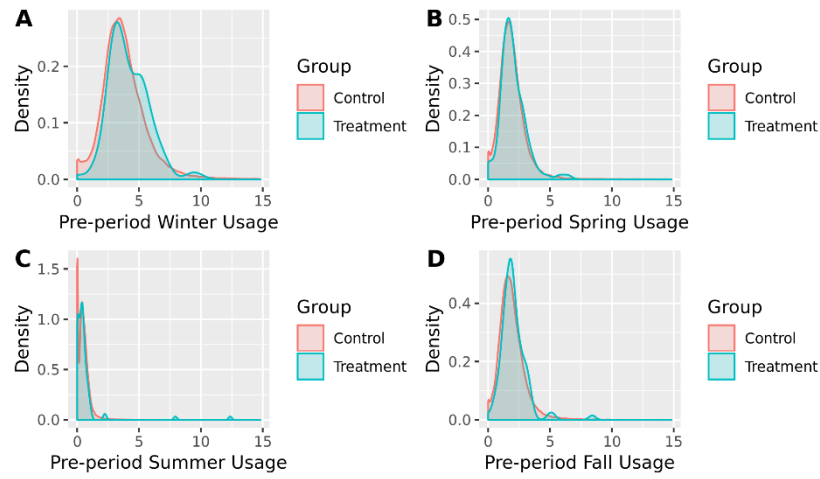 A
Density
0.2
0.1
0.0
0 5 10 15
Pre-period Winter Usage
Group
Control
Treatment
B
Density
0.5
0.4
0.3
0.2
0.1
0.0
0 5 10 15
Pre-period Spring Usage
Group
Control
Treatment
C
Density
1.5
1.0
0.5
0.0
0 5 10 15
Pre-period Summer Usage
Group
Control
Treatment
D
Density
0.4
0.2
0.0
0 5 10 15
Pre-period Fall Usage
Group
Control
Treatment